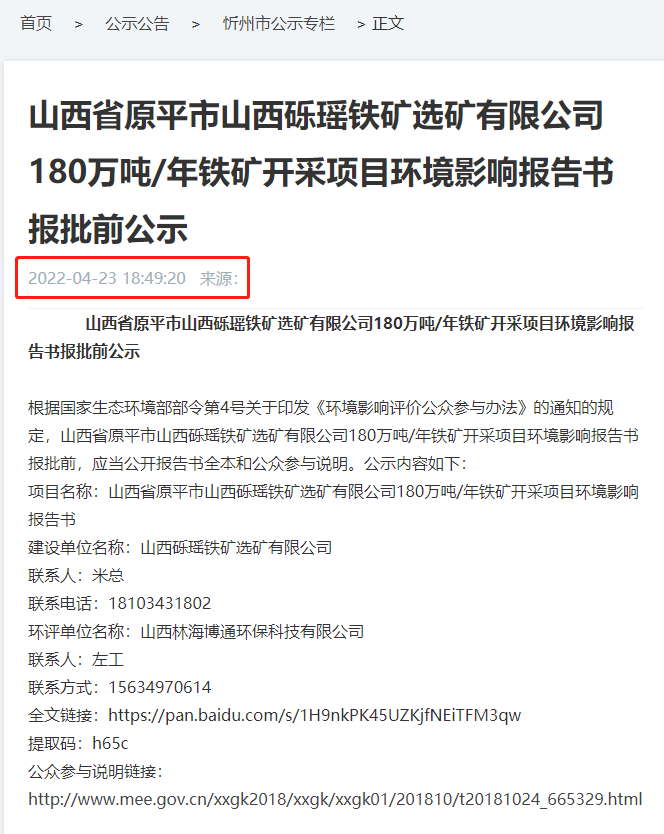 首页 > 公示公告 > 忻州市公示专栏 > 正文
山西省原平市山西砾瑶铁矿选矿有限公司
180万吨/年铁矿开采项目环境影响报告书
报批前公示
2022-04-23 18:49:20 来源：
山西省原平市山西砾瑶铁矿选矿有限公司180万吨/年铁矿开采项目环境影响报
告书报批前公示
根据国家生态环境部部令第4号关于印发《环境影响评价公众参与办法》的通知的规
定，山西省原平市山西砾瑶铁矿选矿有限公司180万吨/年铁矿开采项目环境影响报告书
报批前，应当公开报告书全本和公众参与说明。公示内容如下：
项目名称：山西省原平市山西砾瑶铁矿选矿有限公司180万吨/年铁矿开采项目环境影响
报告书
建设单位名称：山西砾瑶铁矿选矿有限公司
联系人：米总
联系电话：18103431802
环评单位名称：山西林海博通环保科技有限公司
联系人：左工
联系方式：15634970614
全文链接：https://pan.baidu.com/s/1H9nkPK45UZKjfNEiTFM3qw
提取码：h65c
公众参与说明链接：
http://www.mee.gov.cn/xxgk2018/xxgk/xxgk01/201810/t20181024_665329.html